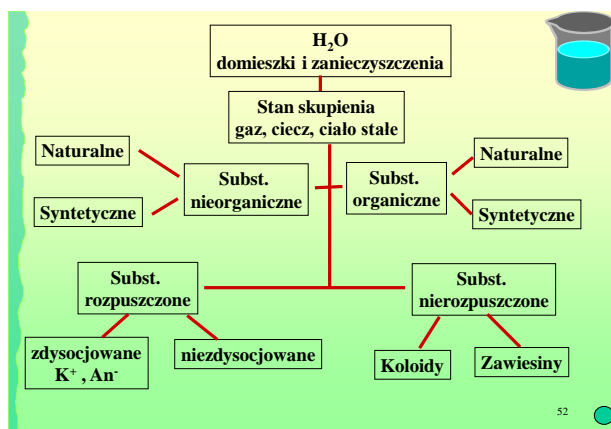 H₂O
domieszki i zanieczyszczenia
Stan skupienia
gaz, ciecz, ciało stałe
Naturalne
Naturalne
Subst.
nieorganiczne
Subst.
organiczne
Syntetyczne
Syntetyczne
Subst.
rozpuszczone
Subst.
nierozpuszczone
zdysocjowane
K⁺ , An⁻
niezdysocjowane
Koloidy
Zawiesiny
52